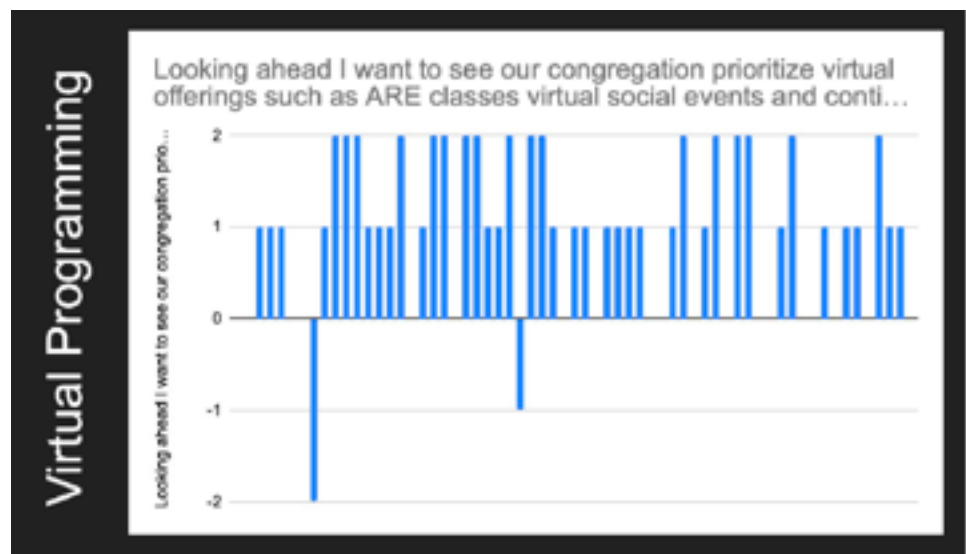 Virtual Programming
Looking ahead I want to see our congregation prioritize virtual
offerings such as ARE classes virtual social events and conti...
Looking ahead I want to see our congregation prio...
2
1
0
-1
-2